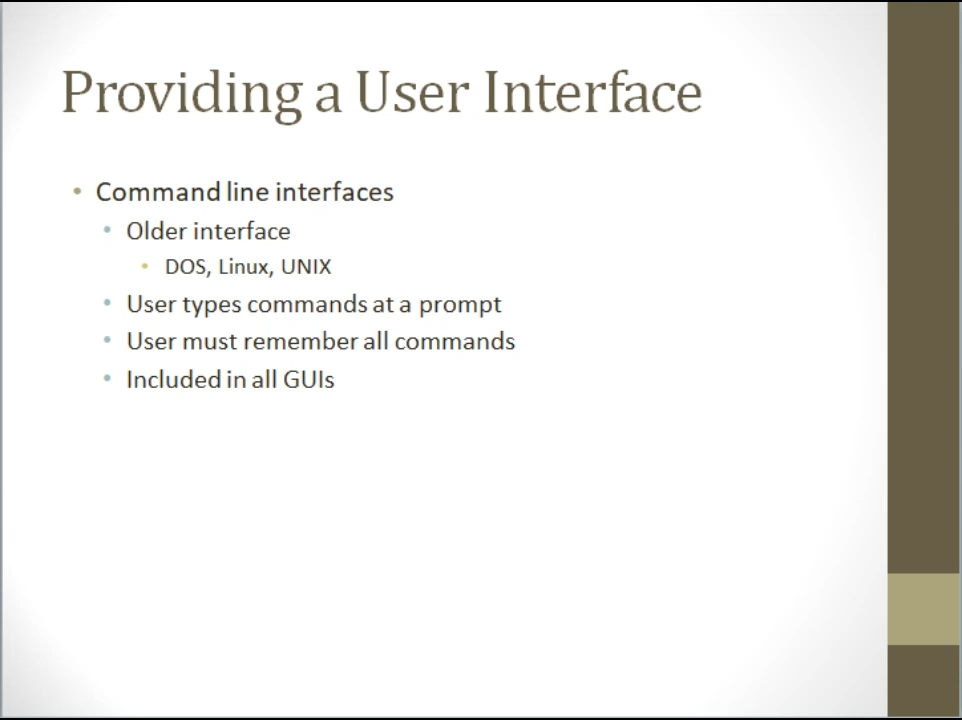 Providing a User Interface
• Command line interfaces
• Older interface
• DOS, Linux, UNIX
• User types commands at a prompt
• User must remember all commands
• Included in all GUIs